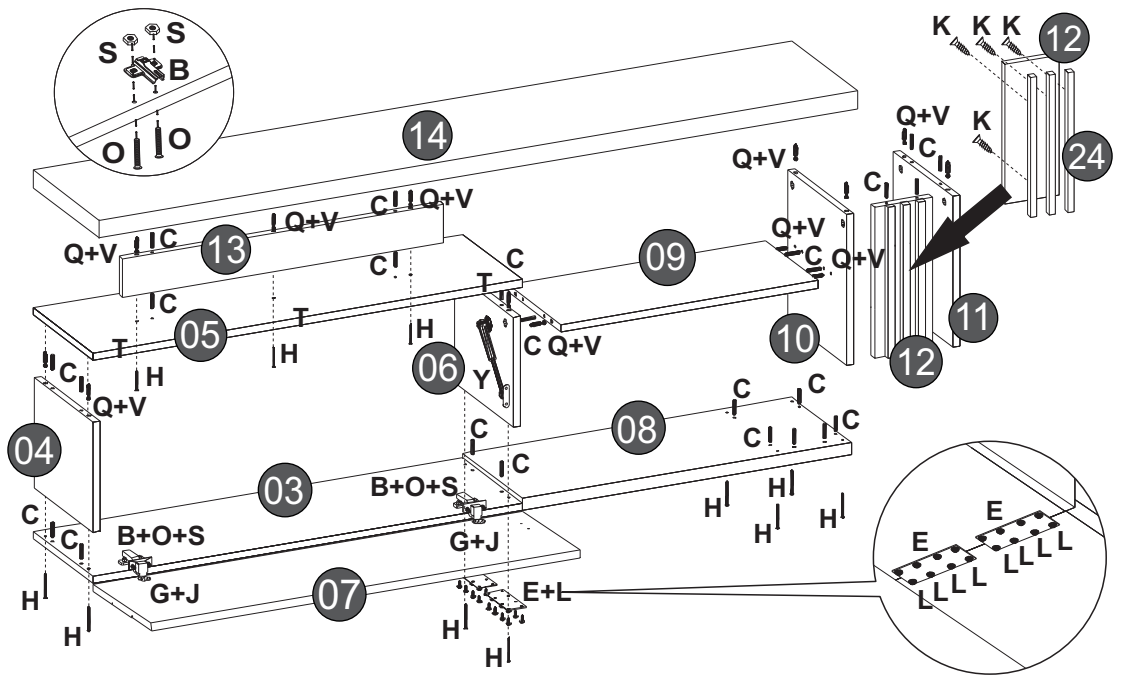 K K K 12
S S
B
O O
14
Q+V
K
24
Q+V
C
C
C Q+V
Q+V
Q+V C
13
C
C
T
09
Q+V
C Q+V
05
T
T
C
H
H
H
06
C Q+V
10
11
12
Y
C
Q+V
04
08
C
C
C
C
C
C
03
B+O+S
H
H
H
H
E
E
L L L L
L L L L
C
C
B+O+S
G+J
G+J
07
E+L
H
H
H
H